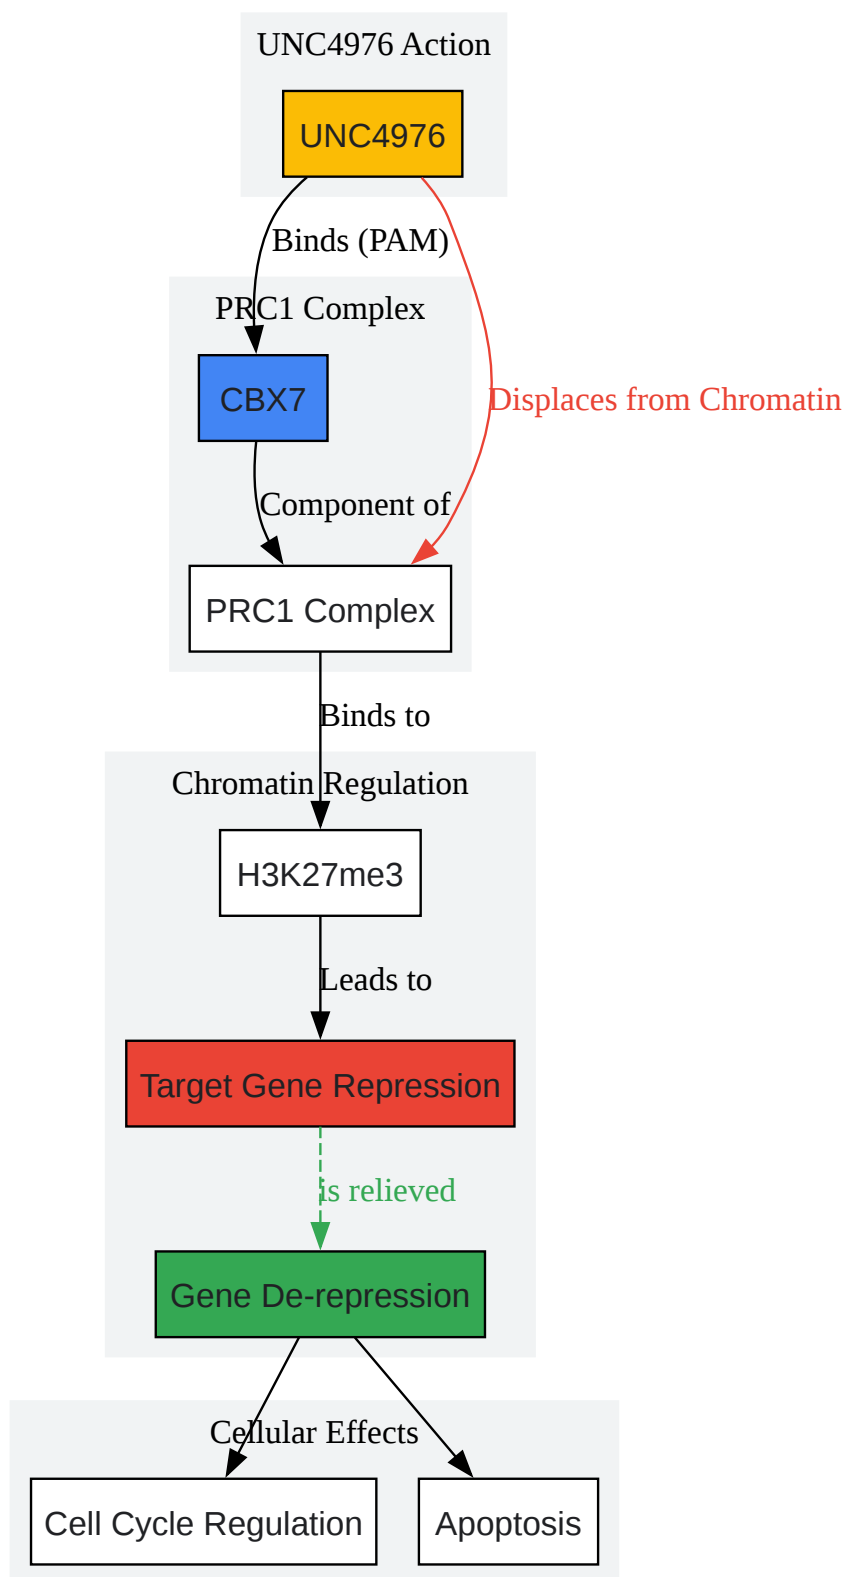 UNC4976 Action
UNC4976
Binds (PAM)
PRC1 Complex
CBX7
Displaces from Chromatin
Component of
PRC1 Complex
Binds to
Chromatin Regulation
H3K27me3
Leads to
Target Gene Repression
is relieved
Gene De-repression
Cellular Effects
Cell Cycle Regulation
Apoptosis